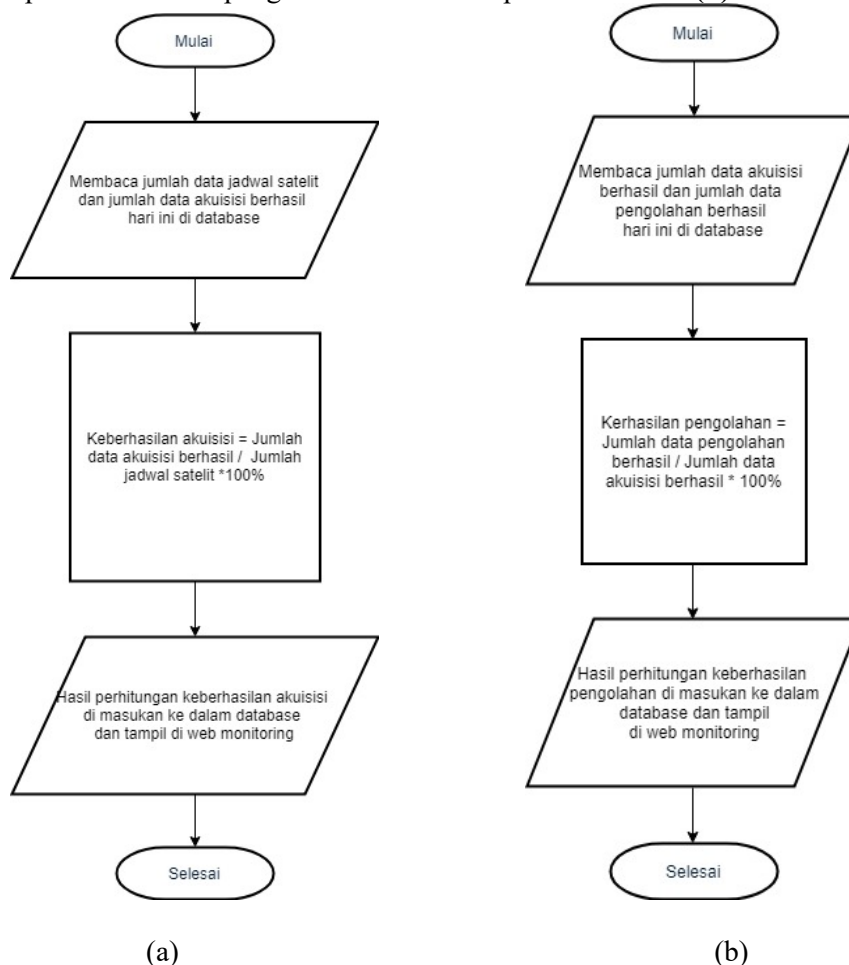 Mulai
Membaca jumlah data jadwal satelit
dan jumlah data akuisisi berhasil
hari ini di database
Keberhasilan akuisisi = Jumlah
data akuisisi berhasil / Jumlah
jadwal satelit *100%
Hasil perhitungan keberhasilan akuisisi
di masukan ke dalam database
dan tampil di web monitoring
Selesai
(a)
Mulai
Membaca jumlah data akuisisi
berhasil dan jumlah data
pengolahan berhasil
hari ini di database
Kerhasilan pengolahan =
Jumlah data pengolahan
berhasil / Jumlah data
akuisisi berhasil * 100%
Hasil perhitungan keberhasilan
pengolahan di masukan ke dalam
database dan tampil
di web monitoring
Selesai
(b)